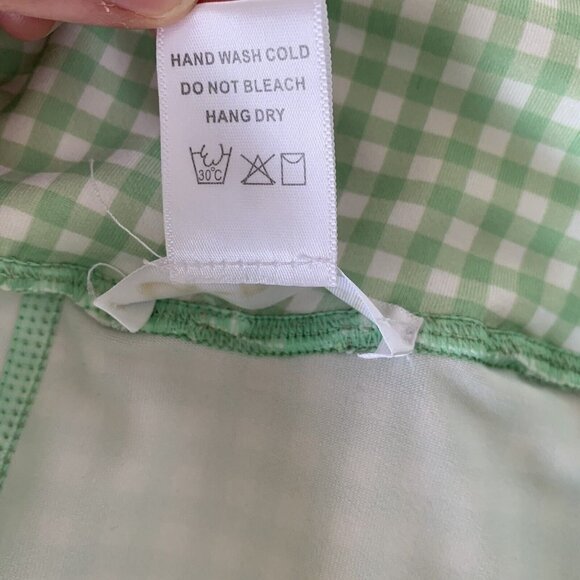 HAND WASH COLD
DO NOT BLEACH
HANG DRY
30°C